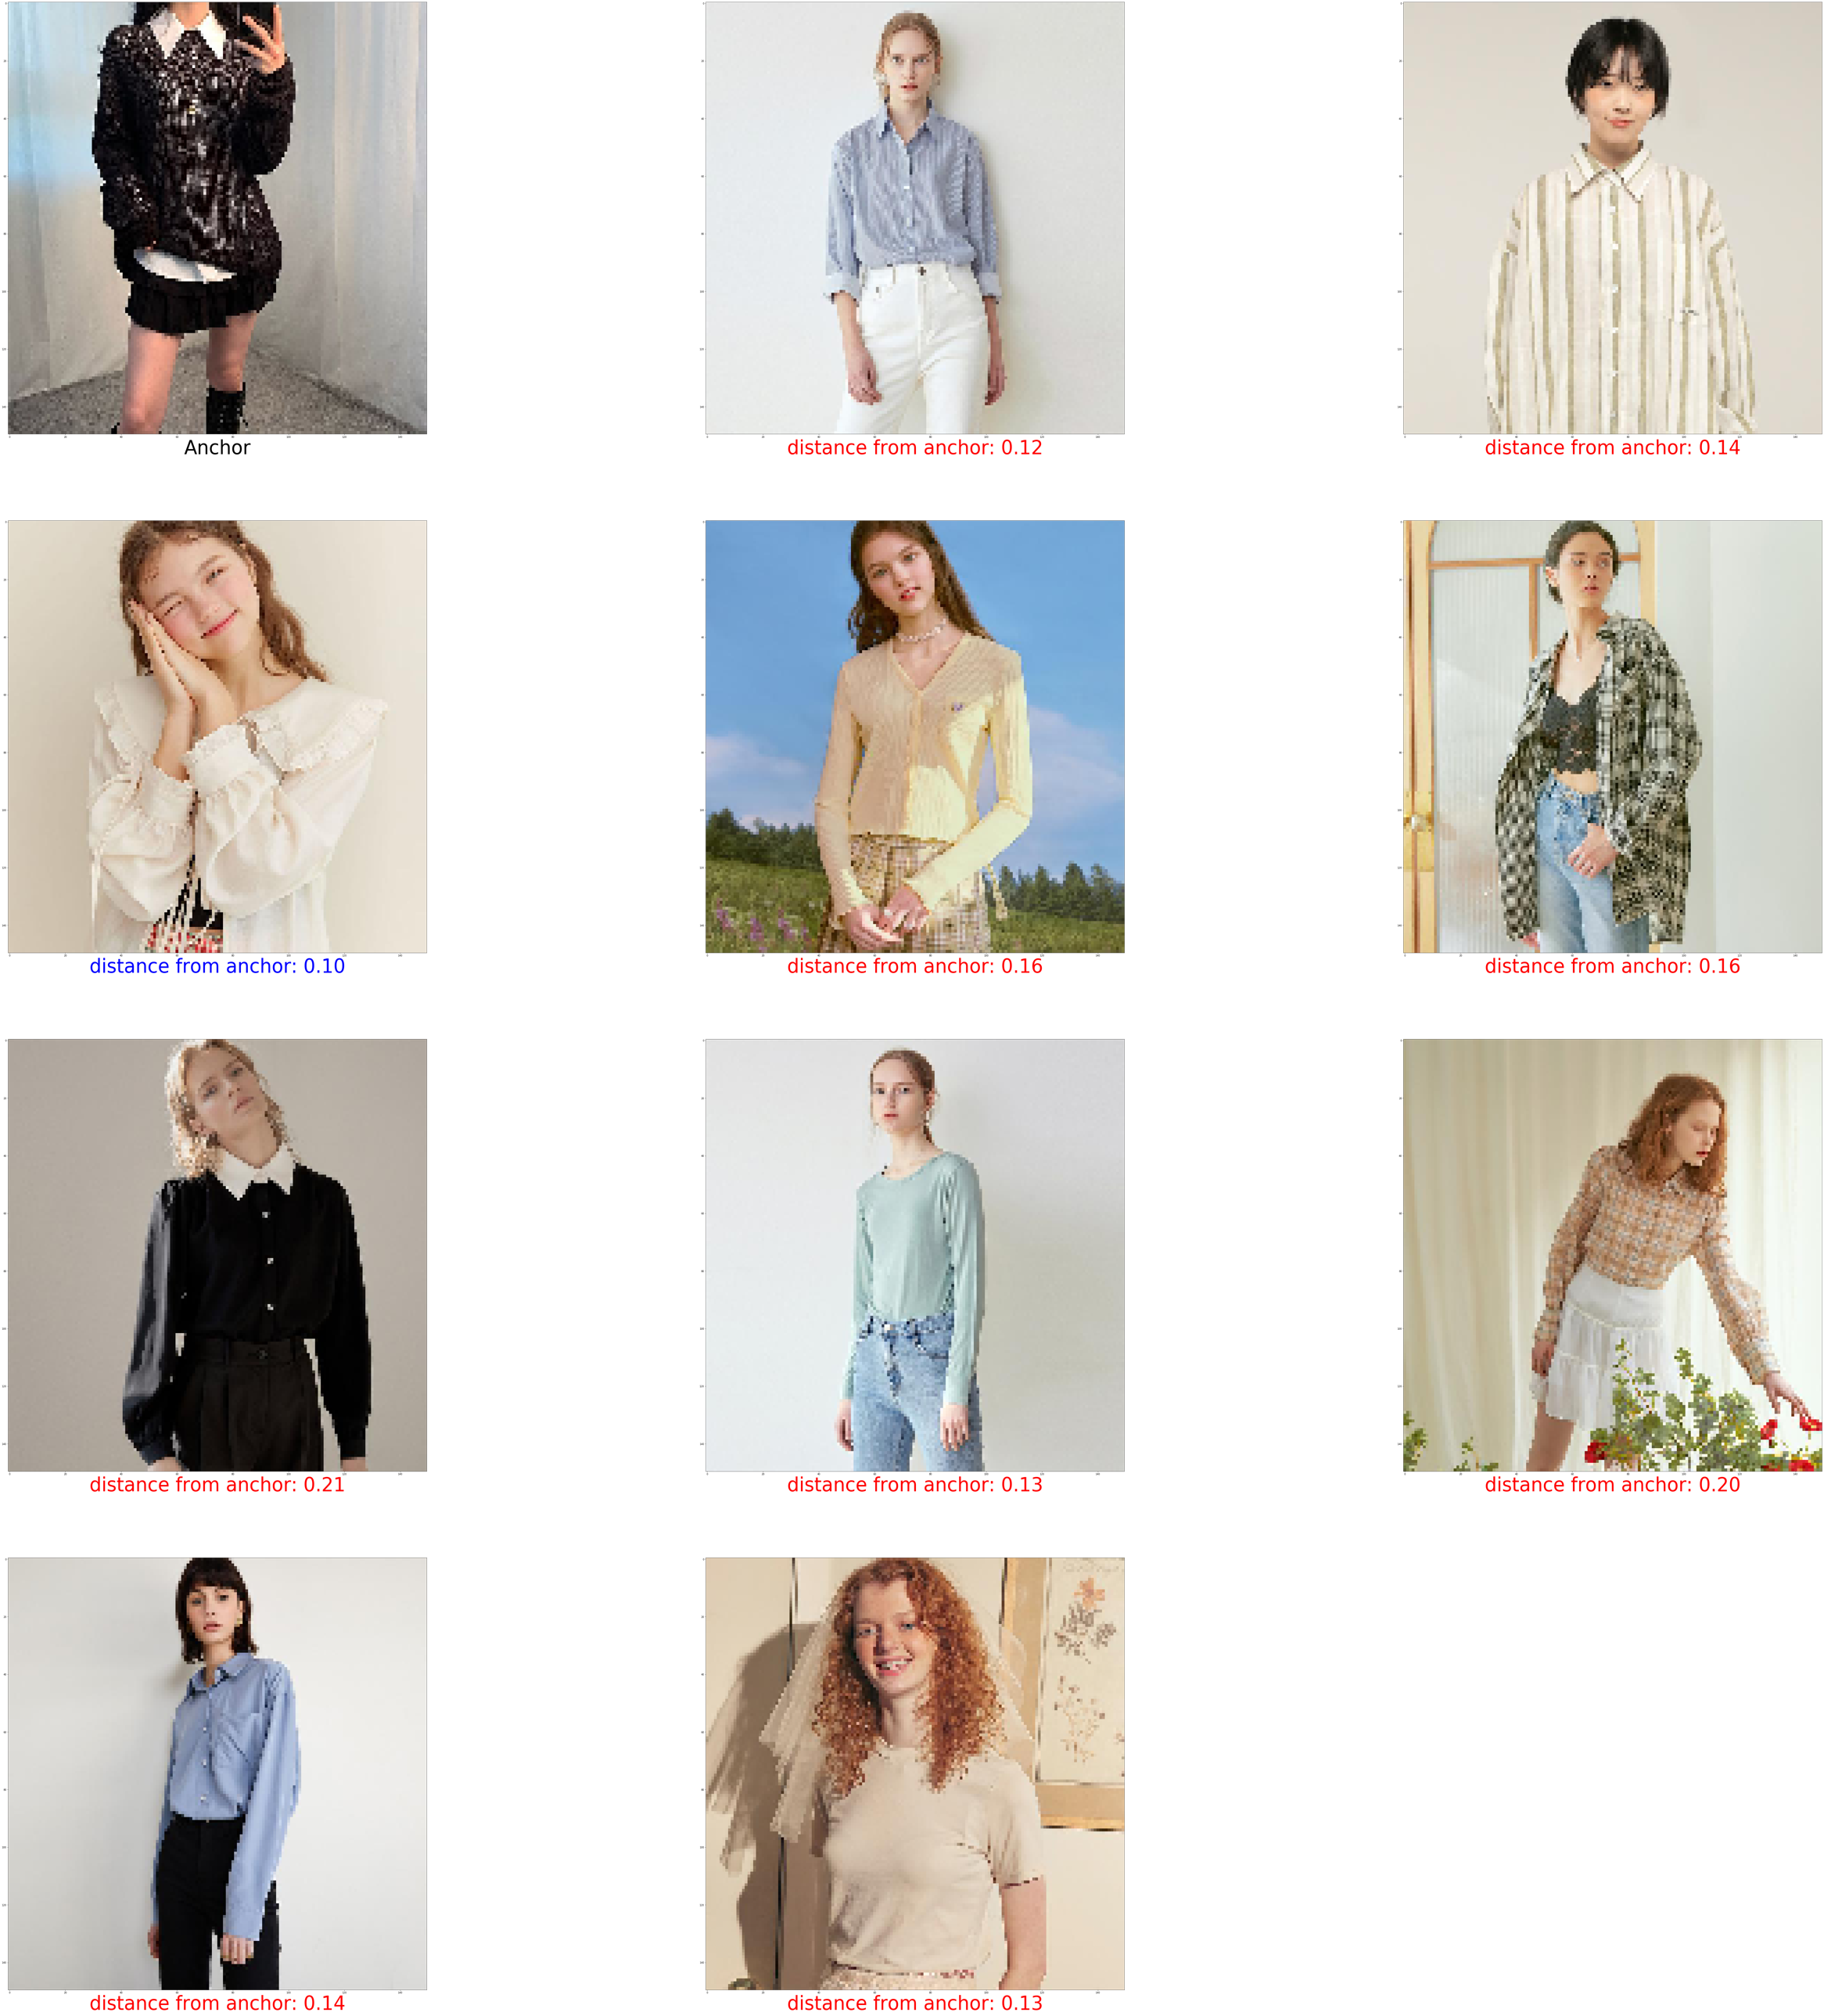 Anchor
distance from anchor: 0.12
distance from anchor: 0.14
distance from anchor: 0.10
distance from anchor: 0.16
distance from anchor: 0.16
distance from anchor: 0.21
distance from anchor: 0.13
distance from anchor: 0.20
distance from anchor: 0.14
distance from anchor: 0.13